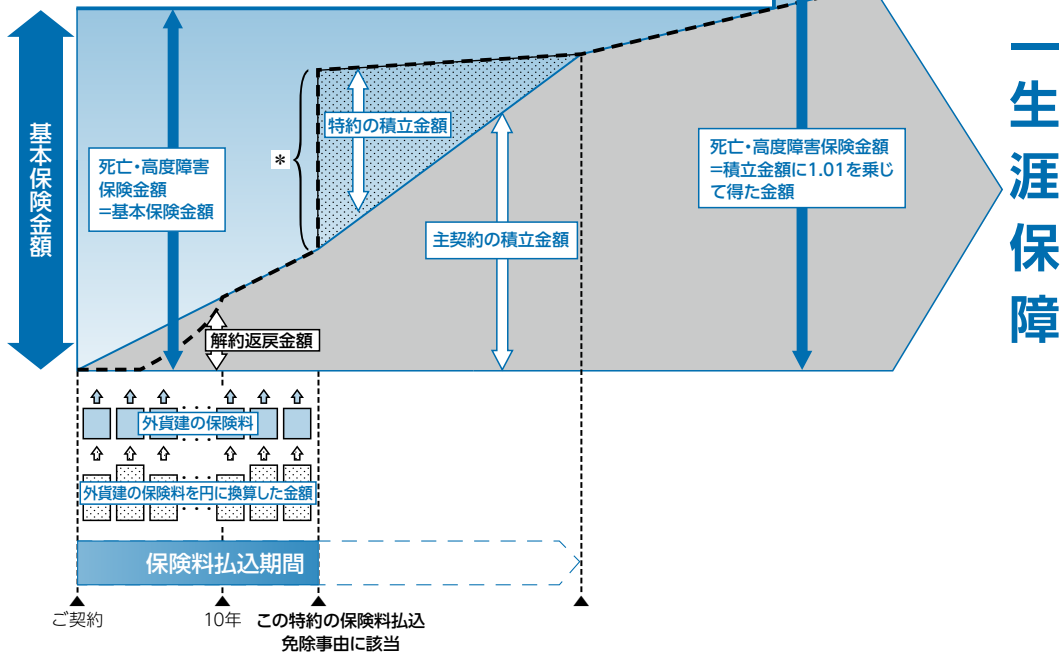 基本保険金額
死亡・高度障害
保険金額
=基本保険金額
*
特約の積立金額
主契約の積立金額
解約返戻金額
死亡・高度障害保険金額
=積立金額に1.01を乗じ
て得た金額
一生涯保障
外貨建の保険料
外貨建の保険料を円に換算した金額
保険料払込期間
ご契約
10年
この特約の保険料払込
免除事由に該当